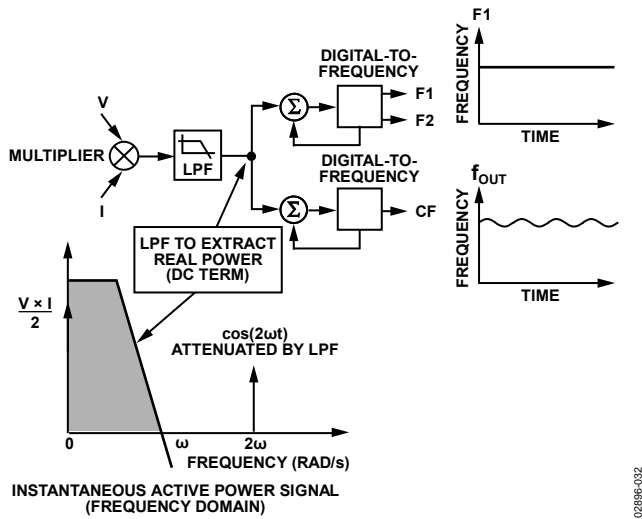 DIGITAL-TO-
FREQUENCY
F1
F2
V
MULTIPLIER
I
LPF
Σ
DIGITAL-TO-
FREQUENCY
Σ
CF
LPF TO EXTRACT
REAL POWER
(DC TERM)
V × I
2
cos(2ωt)
ATTENUATED BY LPF
0
ω
2ω
FREQUENCY (RAD/s)
INSTANTANEOUS ACTIVE POWER SIGNAL
(FREQUENCY DOMAIN)
F1
FREQUENCY
TIME
fOUT
FREQUENCY
TIME
02896-032